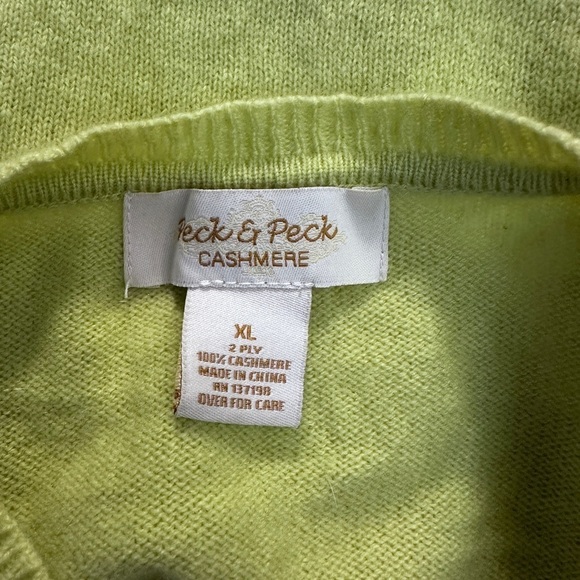 Peck & Peck
CASHMERE
XL
2 PLY
100% CASHMERE
MADE IN CHINA
RN 137198
OVER FOR CARE